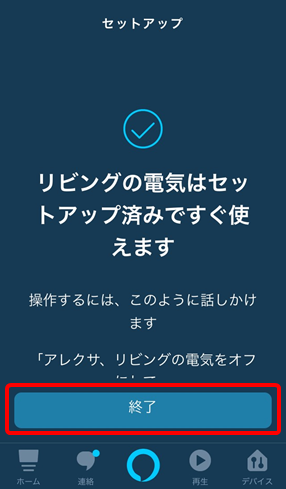 セットアップ
リビングの電気はセッ
トアップ済みですぐ使
えます
操作するには、このように話しかけ
ます
「アレクサ、リビングの電気をオフ
にして
終了
ホーム
連絡
再生
デバイス